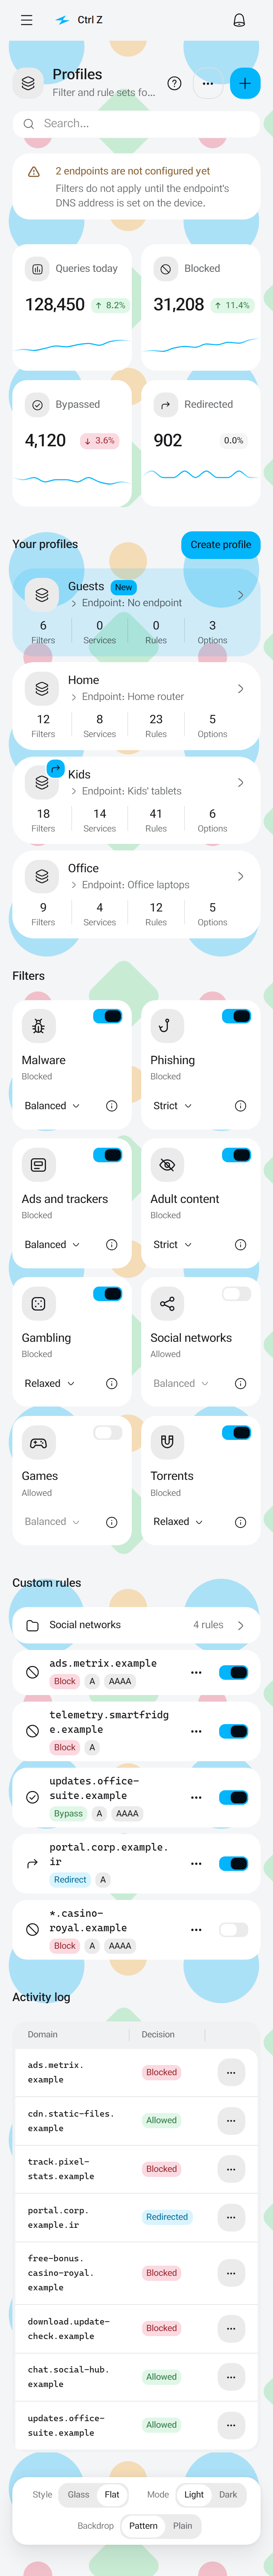 Ctrl Z
Profiles
Filter and rule sets fo...
Search...
2 endpoints are not configured yet
Filters do not apply until the endpoint's
DNS address is set on the device.
Queries today
128,450
8.2%
Blocked
31,208
11.4%
Bypassed
4,120
3.6%
Redirected
902
0.0%
Your profiles
Create profile
Guests New
Endpoint: No endpoint
6 0 0 3
Filters Services Rules Options
Home
Endpoint: Home router
12 8 23 5
Filters Services Rules Options
Kids
Endpoint: Kids' tablets
18 14 41 6
Filters Services Rules Options
Office
Endpoint: Office laptops
9 4 12 5
Filters Services Rules Options
Filters
Malware
Blocked
Balanced
Phishing
Blocked
Strict
Ads and trackers
Blocked
Balanced
Adult content
Blocked
Strict
Gambling
Blocked
Relaxed
Social networks
Allowed
Balanced
Games
Allowed
Balanced
Torrents
Blocked
Relaxed
Custom rules
Social networks 4 rules
ads.metrix.example
Block A AAAA
telemetry.smartfridg
e.example
Block A
updates.office-
suite.example
Bypass A AAAA
portal.corp.example.
ir
Redirect A
*.casino-
royal.example
Block A AAAA
Activity log
Domain Decision
ads.metrix.
example
Blocked
cdn.static-files.
example
Allowed
track.pixel-
stats.example
Blocked
portal.corp.
example.ir
Redirected
free-bonus.
casino-royal.
example
Blocked
download.update-
check.example
Blocked
chat.social-hub.
example
Allowed
updates.office-
suite.example
Allowed
Style Glass Flat Mode Light Dark
Backdrop Pattern Plain